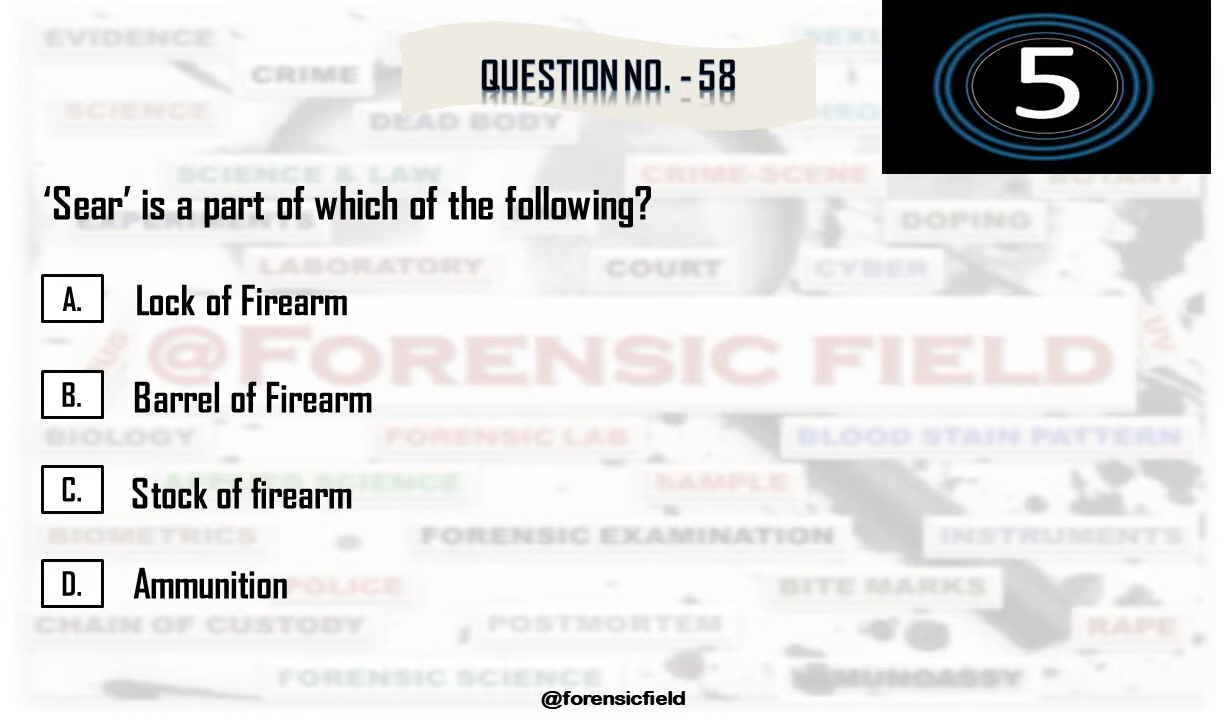 EVIDENCE
CRIME
QUESTION NO. - 58
5
SCIENCE
DEAD BODY
SCIENCE & LAW
CRIME-SCENE
BOTANY
‘Sear’ is a part of which of the following?
EXPERIMENTS
DOPING
LABORATORY
COURT
CYBER
A. Lock of Firearm
@FORENSIC FIELD
B. Barrel of Firearm
BIOLOGY
FORENSIC LAB
BLOOD STAIN PATTERN
C. Stock of firearm
SCIENCE
SAMPLE
BIOMETRICS
FORENSIC EXAMINATION
INSTRUMENTS
D. Ammunition
POLICE
BITE MARKS
CHAIN OF CUSTODY
POSTMORTEM
RAPE
FORENSIC SCIENCE
@forensicfield